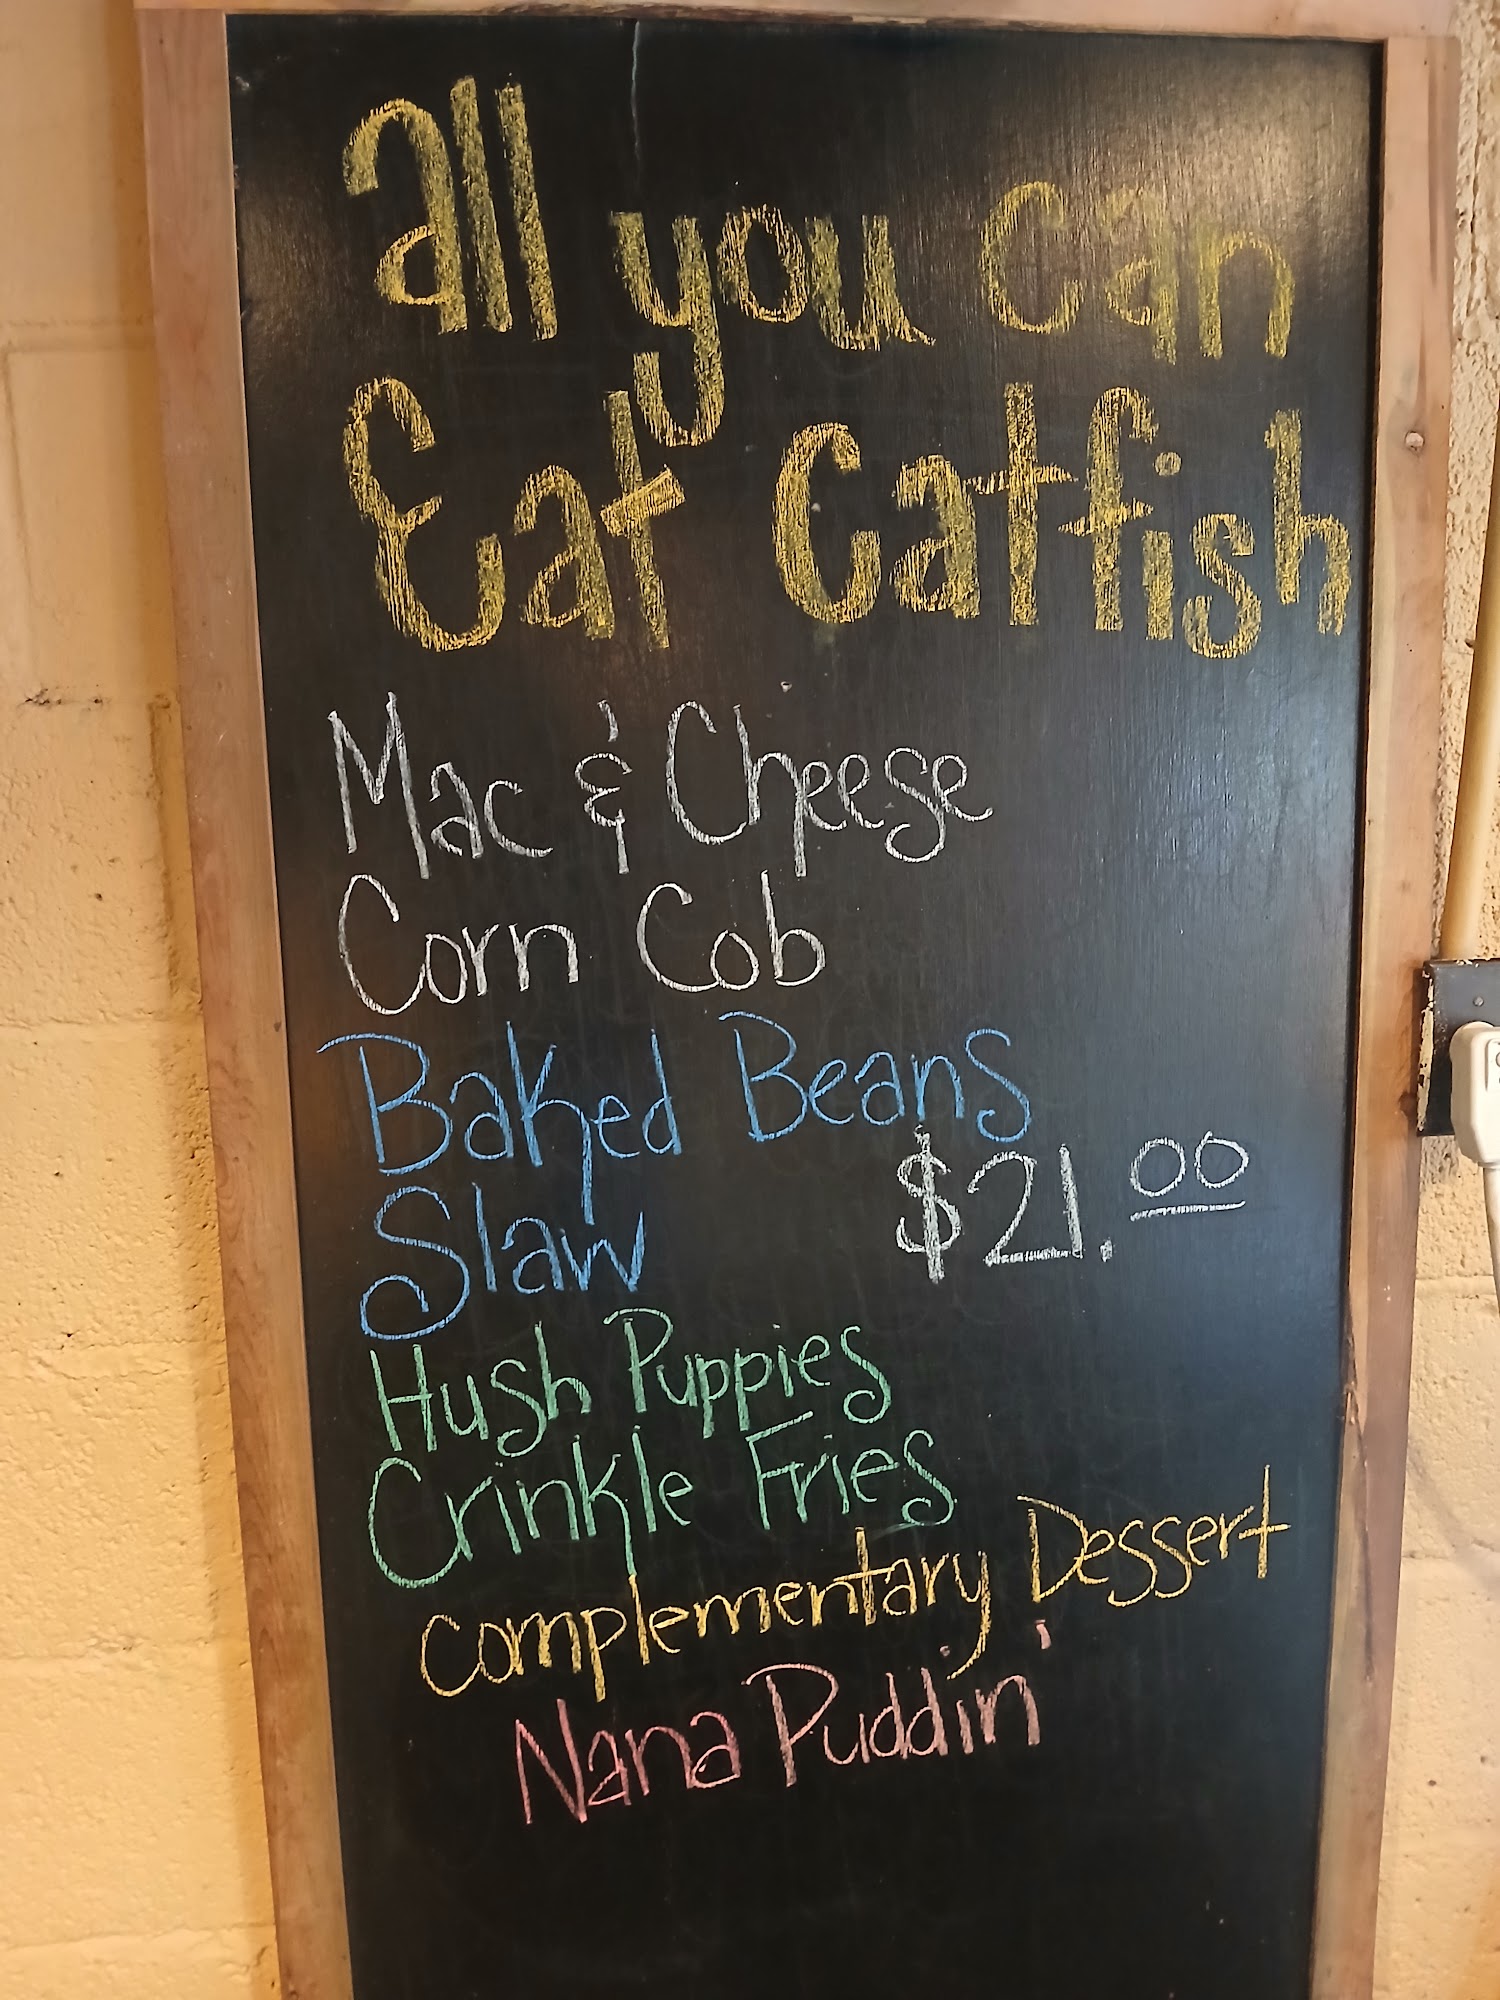 all you can
Eat Catfish
Mac & Cheese
Corn Cob
Baked Beans
Slaw $21.00
Hush Puppies
Crinkle Fries
Complementary Dessert
Nana Puddin'